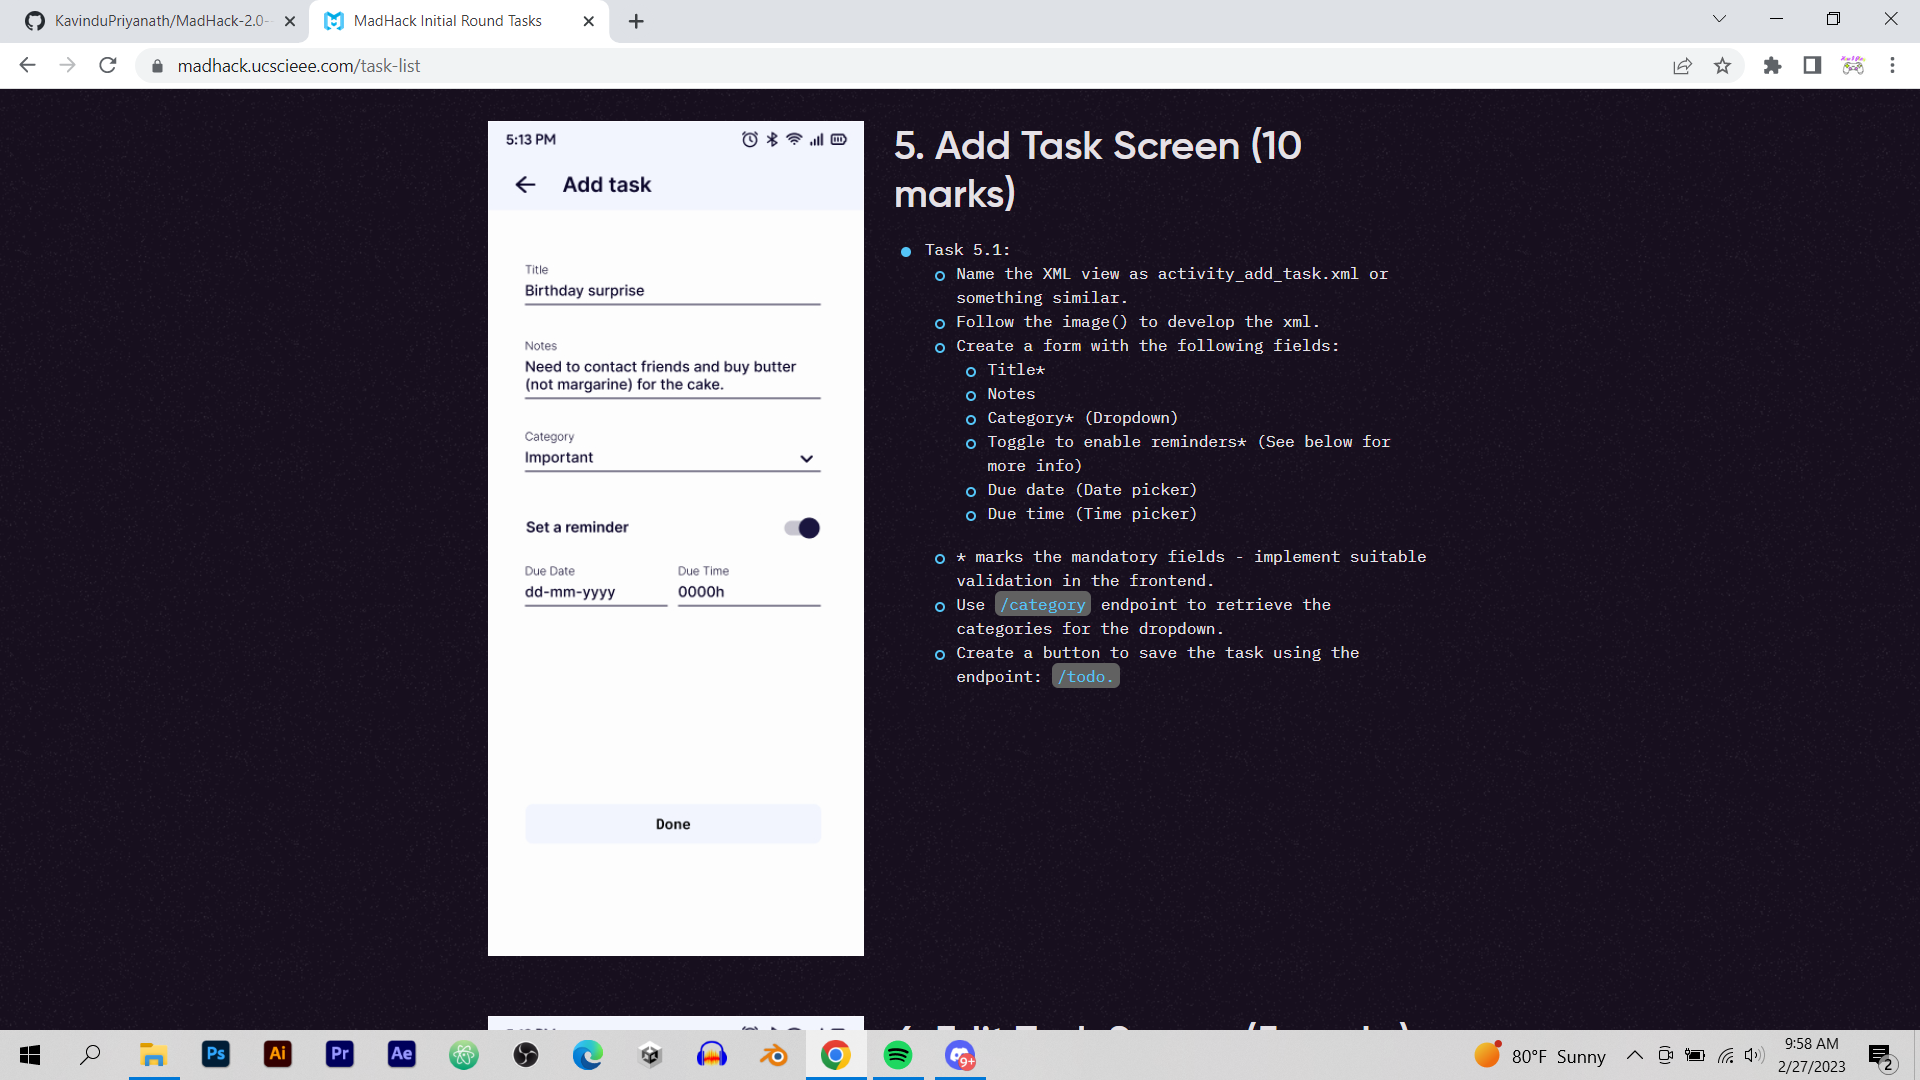 KavinduPriyanath/MadHack-2.0-
MadHack Initial Round Tasks
madhack.ucscieee.com/task-list
5:13 PM
Add task
Title
Birthday surprise
Notes
Need to contact friends and buy butter
(not margarine) for the cake.
Category
Important
Set a reminder
Due Date
Due Time
dd-mm-yyyy
0000h
Done
5. Add Task Screen (10
marks)
Task 5.1:
Name the XML view as activity_add_task.xml or
something similar.
Follow the image() to develop the xml.
Create a form with the following fields:
Title*
Notes
Category* (Dropdown)
Toggle to enable reminders* (See below for
more info)
Due date (Date picker)
Due time (Time picker)
* marks the mandatory fields - implement suitable
validation in the frontend.
Use /category endpoint to retrieve the
categories for the dropdown.
Create a button to save the task using the
endpoint: /todo.
Ps
Ai
Pr
Ae
9+
80°F Sunny
9:58 AM
2/27/2023
2